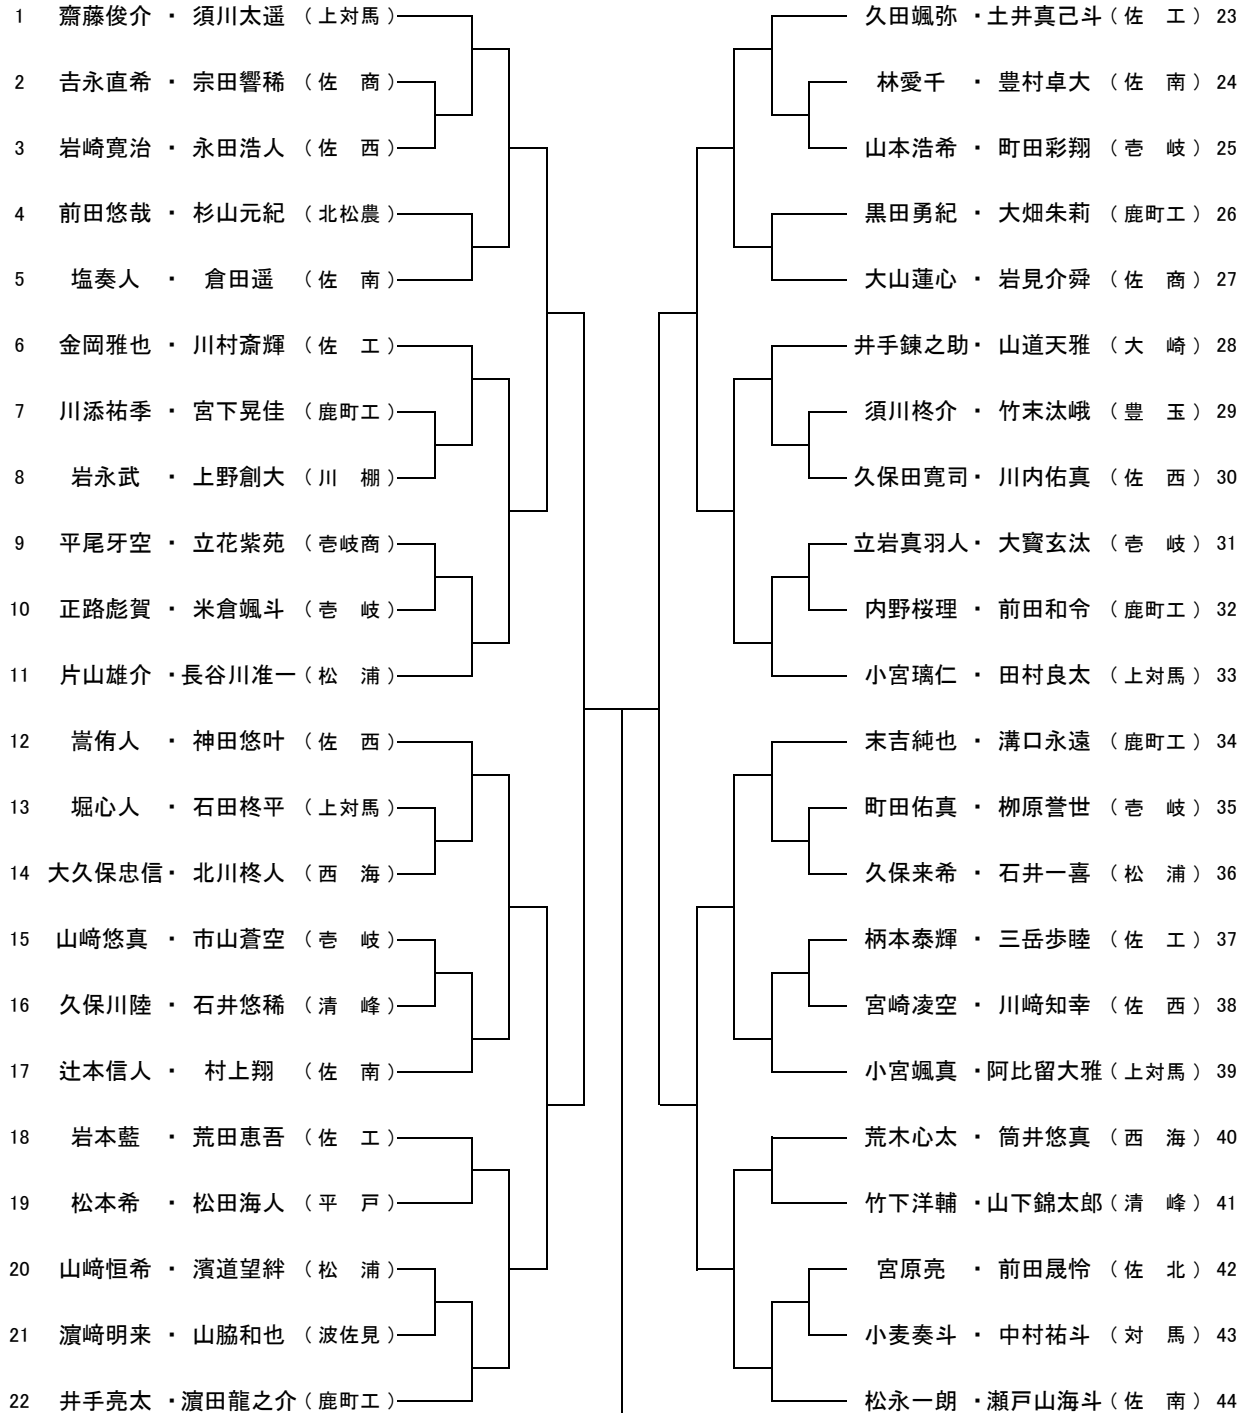 1 齋藤俊介 ・ 須川太遥 (上対馬)
2 𠮷永直希 ・ 宗田響稀 (佐　商)
3 岩崎寛治 ・ 永田浩人 (佐　西)
4 前田悠哉 ・ 杉山元紀 (北松農)
5 塩奏人 ・ 倉田遥 (佐　南)
6 金岡雅也 ・ 川村斎輝 (佐　工)
7 川添祐季 ・ 宮下晃佳 (鹿町工)
8 岩永武 ・ 上野創大 (川　棚)
9 平尾牙空 ・ 立花紫苑 (壱岐商)
10 正路彪賀 ・ 米倉颯斗 (壱　岐)
11 片山雄介 ・長谷川准一 (松　浦)
12 嵩侑人 ・ 神田悠叶 (佐　西)
13 堀心人 ・ 石田柊平 (上対馬)
14 大久保忠信・ 北川柊人 (西　海)
15 山﨑悠真 ・ 市山蒼空 (壱　岐)
16 久保川陸 ・ 石井悠稀 (清　峰)
17 辻本信人 ・ 村上翔 (佐　南)
18 岩本藍 ・ 荒田恵吾 (佐　工)
19 松本希 ・ 松田海人 (平　戸)
20 山﨑恒希 ・ 濱道望絆 (松　浦)
21 濵﨑明来 ・ 山脇和也 (波佐見)
22 井手亮太 ・濵田龍之介 (鹿町工)
久田颯弥 ・土井真己斗 (佐　工) 23
林愛千 ・ 豊村卓大 (佐　南) 24
山本浩希 ・ 町田彩翔 (壱　岐) 25
黒田勇紀 ・ 大畑朱莉 (鹿町工) 26
大山蓮心 ・ 岩見介舜 (佐　商) 27
井手錬之助・ 山道天雅 (大　崎) 28
須川柊介 ・ 竹末汰峨 (豊　玉) 29
久保田寛司・ 川内佑真 (佐　西) 30
立岩真羽人・ 大寳玄汰 (壱　岐) 31
内野桜理 ・ 前田和令 (鹿町工) 32
小宮璃仁 ・ 田村良太 (上対馬) 33
末吉純也 ・ 溝口永遠 (鹿町工) 34
町田佑真 ・ 栁原誉世 (壱　岐) 35
久保来希 ・ 石井一喜 (松　浦) 36
柄本泰輝 ・ 三岳歩睦 (佐　工) 37
宮崎凌空 ・ 川﨑知幸 (佐　西) 38
小宮颯真 ・阿比留大雅 (上対馬) 39
荒木心太 ・ 筒井悠真 (西　海) 40
竹下洋輔 ・山下錦太郎 (清　峰) 41
宮原亮 ・ 前田晟怜 (佐　北) 42
小麦奏斗 ・ 中村祐斗 (対　馬) 43
松永一朗 ・瀬戸山海斗 (佐　南) 44